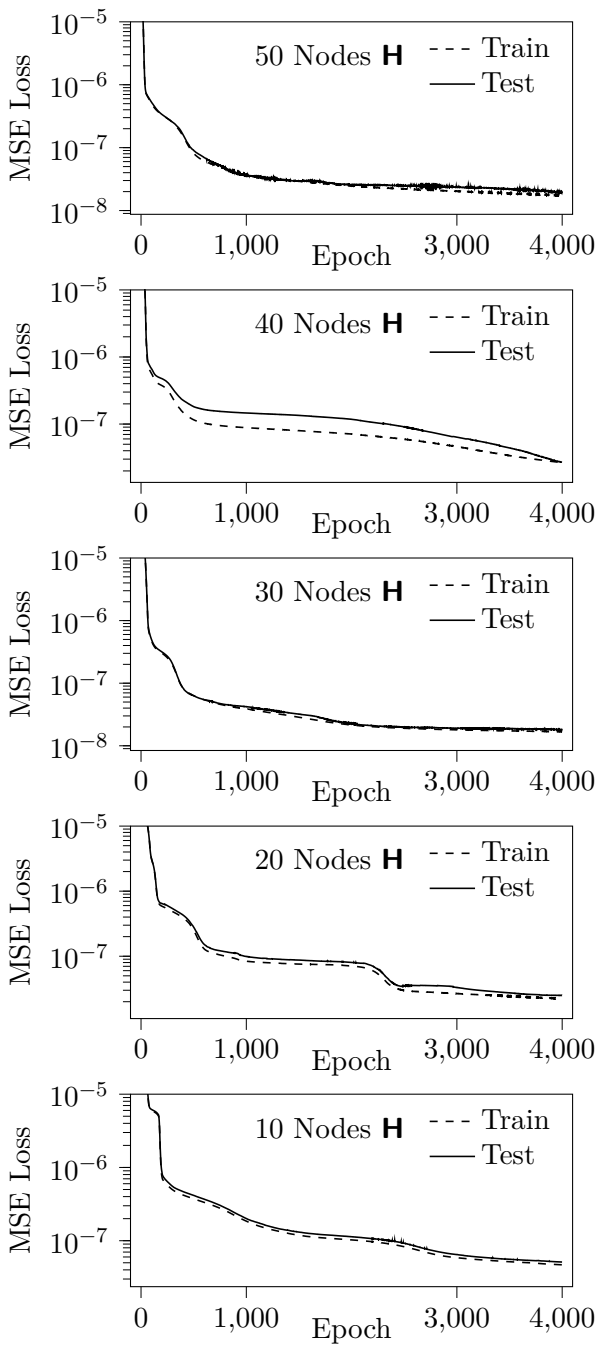 10⁻⁵
50 Nodes H
Train
Test
10⁻⁶
10⁻⁷
10⁻⁸
MSE Loss
0
1,000
3,000
4,000
Epoch
10⁻⁵
40 Nodes H
Train
Test
10⁻⁶
10⁻⁷
MSE Loss
0
1,000
3,000
4,000
Epoch
10⁻⁵
30 Nodes H
Train
Test
10⁻⁶
10⁻⁷
10⁻⁸
MSE Loss
0
1,000
3,000
4,000
Epoch
10⁻⁵
20 Nodes H
Train
Test
10⁻⁶
10⁻⁷
MSE Loss
0
1,000
3,000
4,000
Epoch
10⁻⁵
10 Nodes H
Train
Test
10⁻⁶
10⁻⁷
MSE Loss
0
1,000
3,000
4,000
Epoch